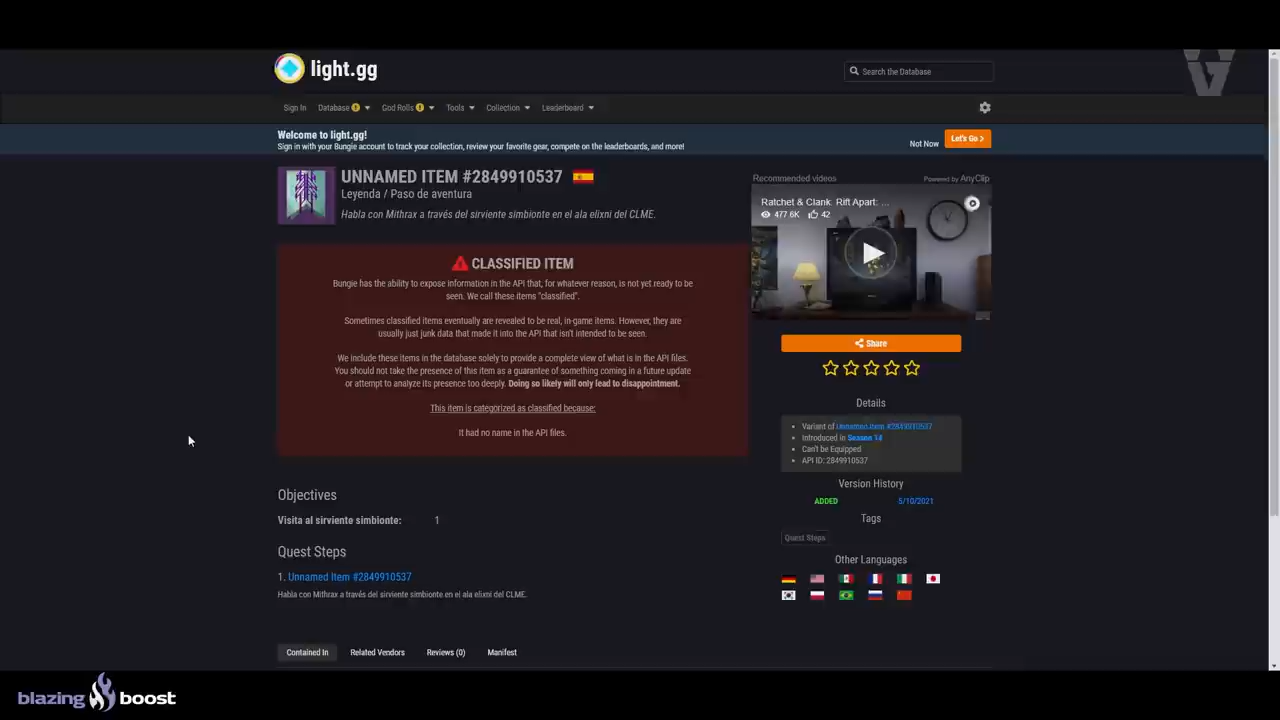 light.gg
Search the Database
Sign In Database God Rolls Tools Collection Leaderboard
Welcome to light.gg!
Sign in with your Bungie account to track your collection, review your favorite gear, compete on the leaderboards, and more!
Not Now
Let's Go >
UNNAMED ITEM #2849910537
Leyenda / Paso de aventura
Habla con Mithrax a través del sirviente simbionte en el ala elixni del CLME.
CLASSIFIED ITEM
Bungie has the ability to expose information in the API that, for whatever reason, is not yet ready to be
seen. We call these items "classified".
Sometimes classified items eventually are revealed to be real, in-game items. However, they are
usually just junk data that made it into the API that isn't intended to be seen.
We include these items in the database solely to provide a complete view of what is in the API files.
You should not take the presence of this item as a guarantee of something coming in a future update
or attempt to analyze its presence too deeply. Doing so likely will only lead to disappointment.
This item is categorized as classified because:
It had no name in the API files.
Objectives
Visita al sirviente simbionte: 1
Quest Steps
1. Unnamed Item #2849910537
Habla con Mithrax a través del sirviente simbionte en el ala elixni del CLME.
Contained In Related Vendors Reviews (0) Manifest
Recommended videos
Powered by AnyClip
Ratchet & Clank: Rift Apart: ...
477.6K 42
Share
Details
Variant of Unnamed Item #2849910537
Introduced in Season 14
Can't be Equipped
API ID: 2849910537
Version History
ADDED 5/10/2021
Tags
Quest Steps
Other Languages
blazing boost